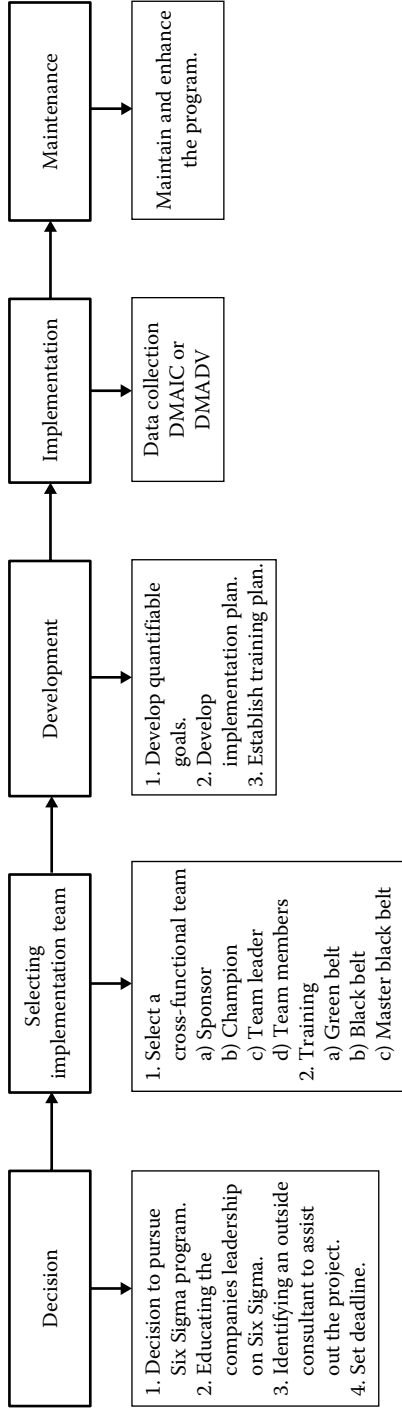 Decision
1. Decision to pursue
Six Sigma program.
2. Educating the
companies leadership
on Six Sigma.
3. Identifying an outside
consultant to assist
out the project.
4. Set deadline.
Selecting
implementation team
1. Select a
cross-functional team
a) Sponsor
b) Champion
c) Team leader
d) Team members
2. Training
a) Green belt
b) Black belt
c) Master black belt
Development
1. Develop quantifiable
goals.
2. Develop
implementation plan.
3. Establish training plan.
Implementation
Data collection
DMAIC or
DMADV
Maintenance
Maintain and enhance
the program.